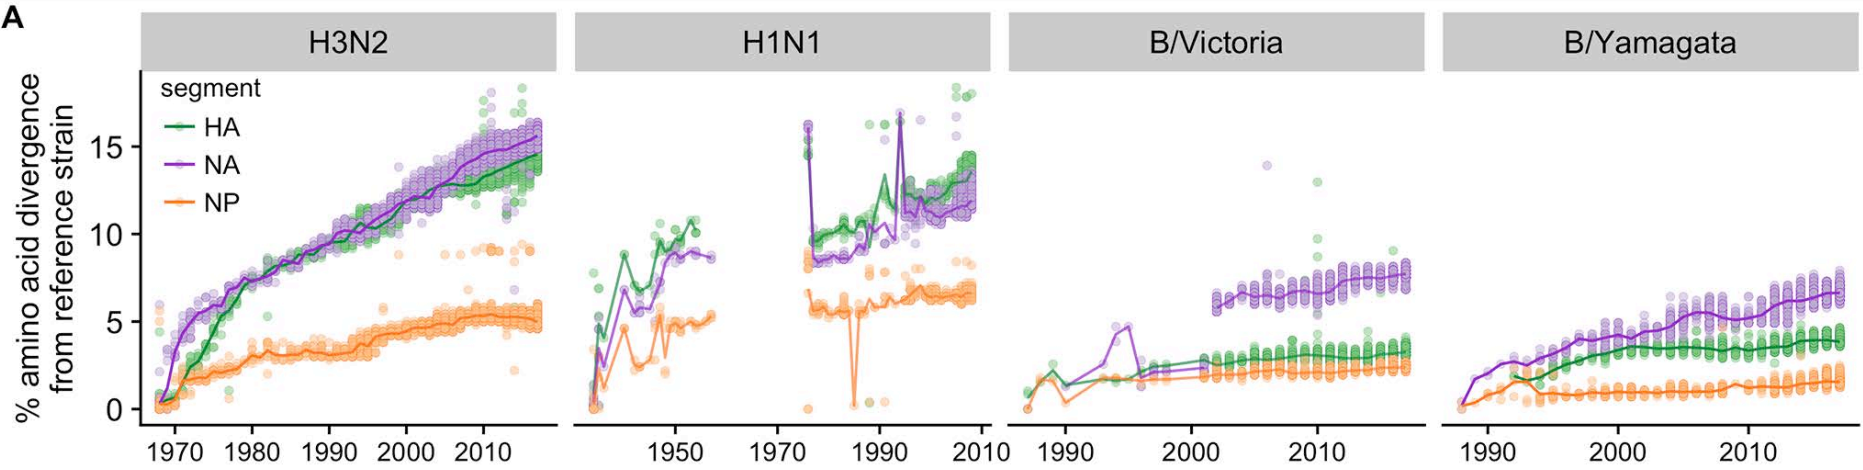 A
H3N2
H1N1
B/Victoria
B/Yamagata
% amino acid divergence
from reference strain
segment
HA
NA
NP
15
10
5
0
1970 1980 1990 2000 2010
1950 1970 1990 2010
1990 2000 2010
1990 2000 2010